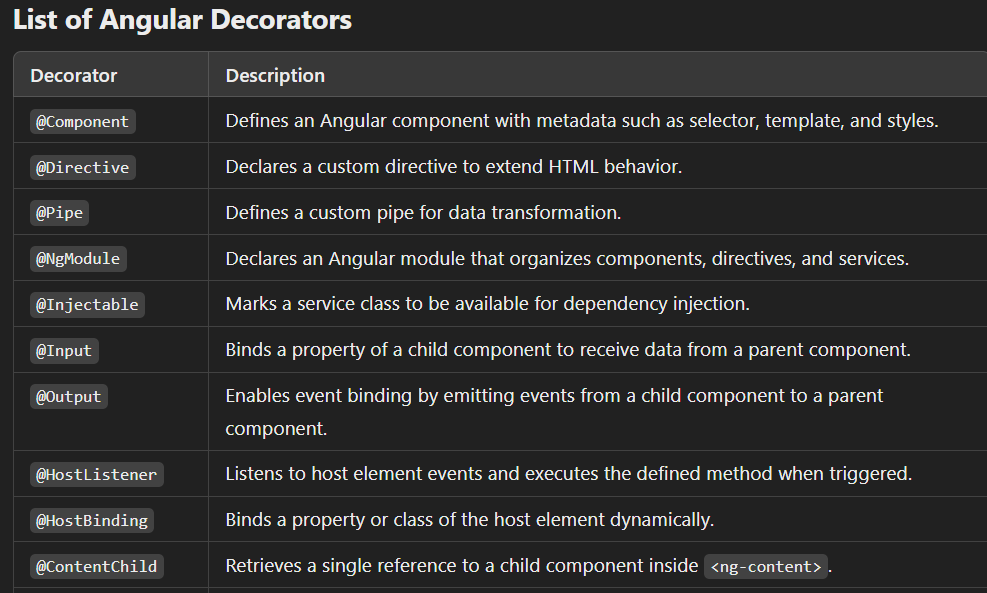 List of Angular Decorators
Decorator Description
@Component Defines an Angular component with metadata such as selector, template, and styles.
@Directive Declares a custom directive to extend HTML behavior.
@Pipe Defines a custom pipe for data transformation.
@NgModule Declares an Angular module that organizes components, directives, and services.
@Injectable Marks a service class to be available for dependency injection.
@Input Binds a property of a child component to receive data from a parent component.
@Output Enables event binding by emitting events from a child component to a parent
component.
@HostListener Listens to host element events and executes the defined method when triggered.
@HostBinding Binds a property or class of the host element dynamically.
@ContentChild Retrieves a single reference to a child component inside <ng-content>.